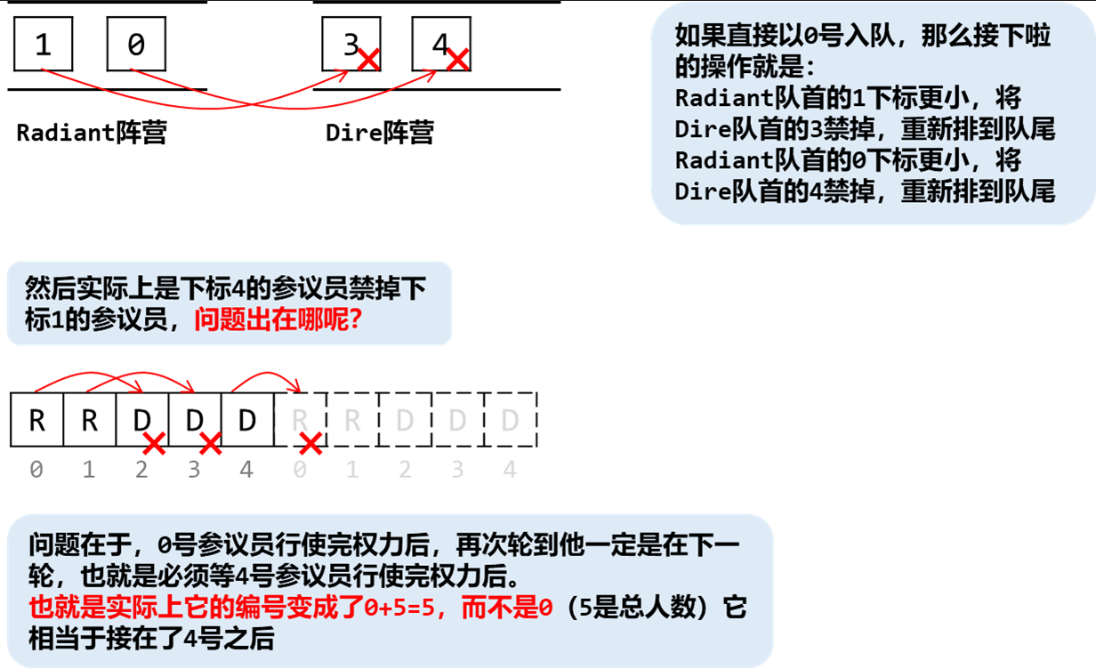 1 0 3 4
Radiant阵营 Dire阵营
如果直接以0号入队，那么接下啦
的操作就是：
Radiant队首的1下标更小，将
Dire队首的3禁掉，重新排到队尾
Radiant队首的0下标更小，将
Dire队首的4禁掉，重新排到队尾
然后实际上是下标4的参议员禁掉下
标1的参议员，问题出在哪呢？
R R D D D R R D D D
0 1 2 3 4 0 1 2 3 4
问题在于，0号参议员行使完权力后，再次轮到他一定是在下一
轮，也就是必须等4号参议员行使完权力后。
也就是实际上它的编号变成了0+5=5，而不是0（5是总人数）它
相当于接在了4号之后